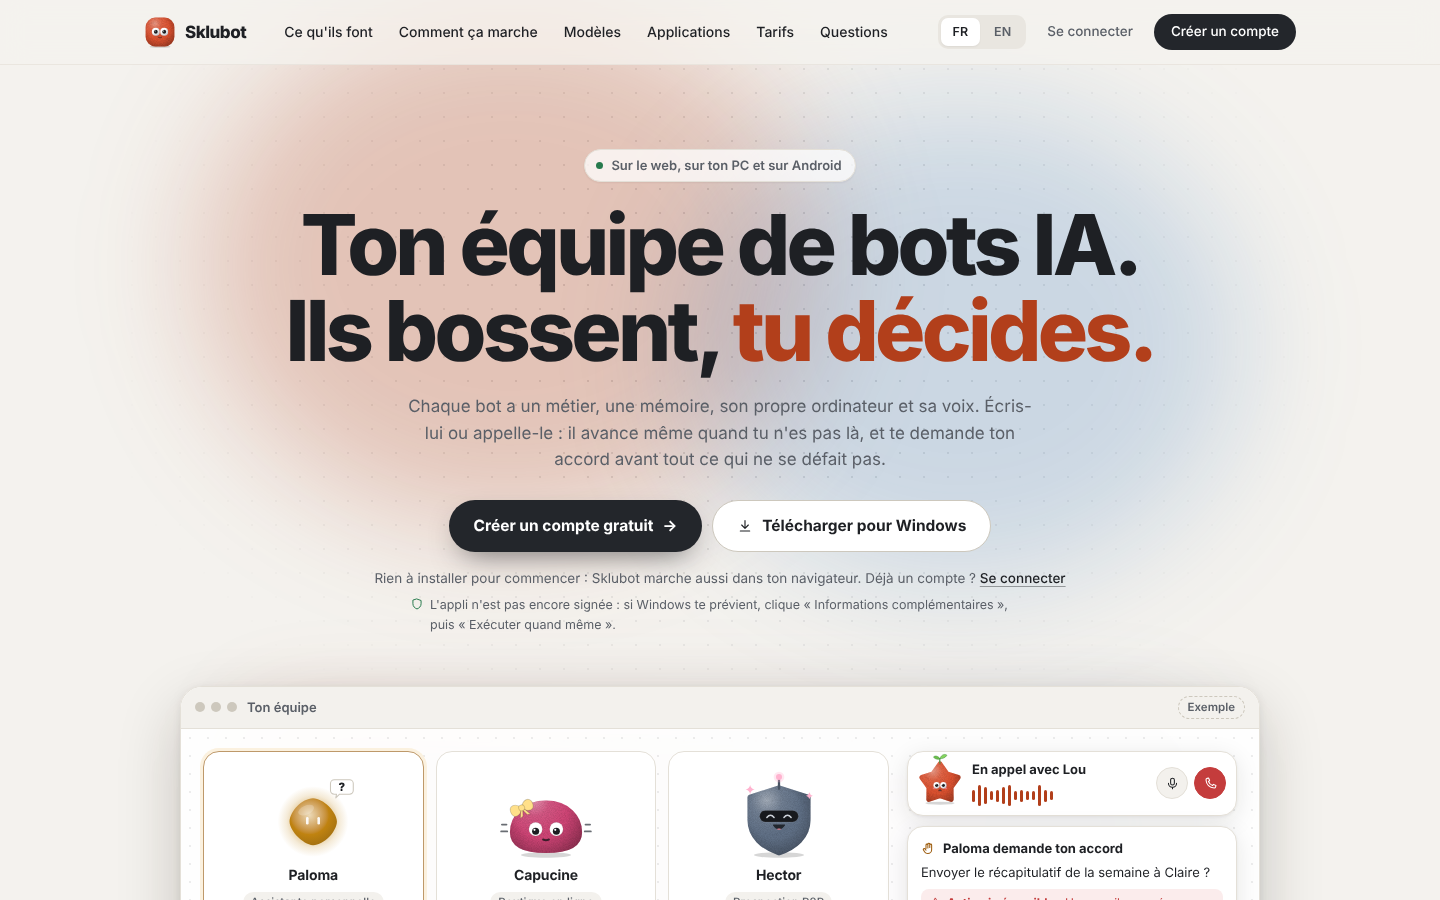 Sklubot
Ce qu'ils font
Comment ça marche
Modèles
Applications
Tarifs
Questions
FR
EN
Se connecter
Créer un compte
Sur le web, sur ton PC et sur Android
Ton équipe de bots IA.
Ils bossent, tu décides.
Chaque bot a un métier, une mémoire, son propre ordinateur et sa voix. Écris-
lui ou appelle-le : il avance même quand tu n'es pas là, et te demande ton
accord avant tout ce qui ne se défait pas.
Créer un compte gratuit →
Télécharger pour Windows
Rien à installer pour commencer : Sklubot marche aussi dans ton navigateur. Déjà un compte ? Se connecter
L'appli n'est pas encore signée : si Windows te prévient, clique « Informations complémentaires »,
puis « Exécuter quand même ».
Ton équipe
Exemple
?
Paloma
Capucine
Hector
En appel avec Lou
Paloma demande ton accord
Envoyer le récapitulatif de la semaine à Claire ?